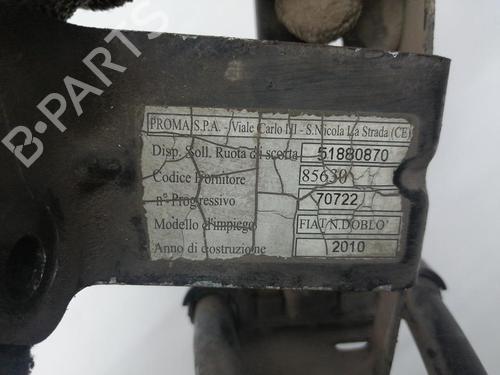 B-PARTS
PROMA S.P.A. - Viale Carlo III - S.Nicola La Strada (CE)
Disp. Soll. Ruota di scorta 51880870
Codice Fornitore 85630
n° Progressivo 70722
Modello d'impiego FIAT N.DOBLO'
Anno di costruzione 2010